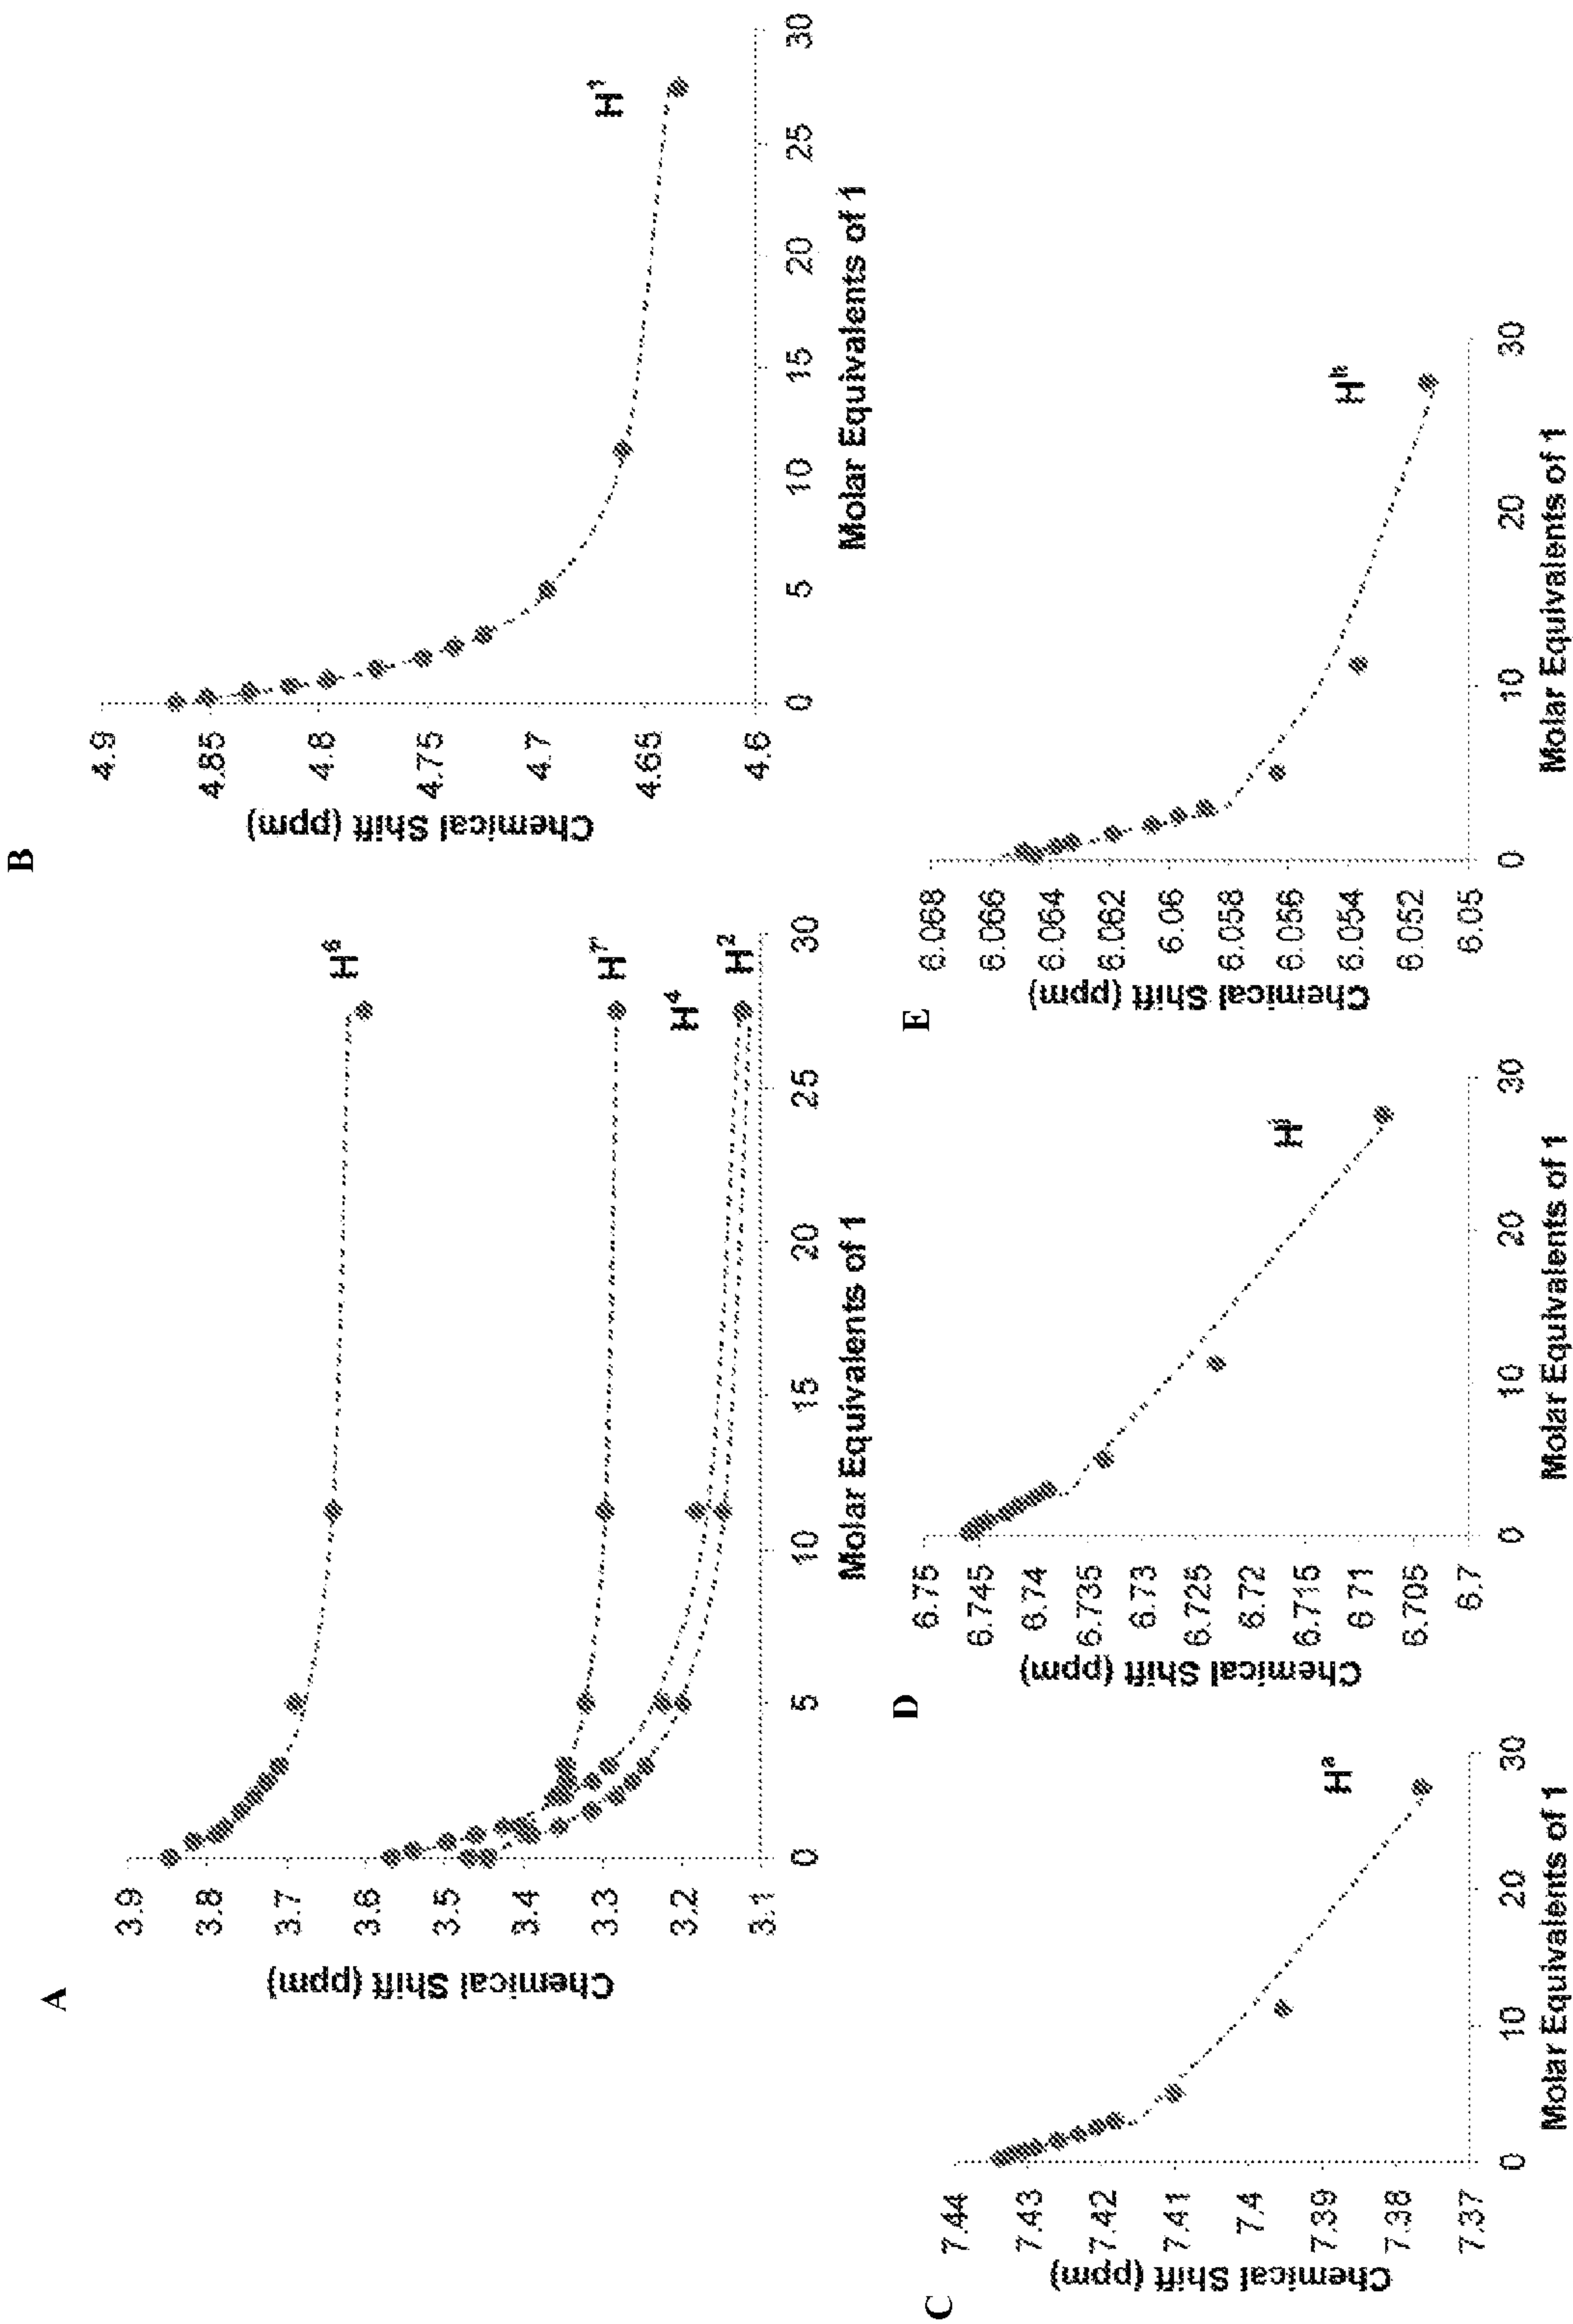 A
Chemical Shift (ppm)
3.9
3.8
3.7
3.6
3.5
3.4
3.3
3.2
3.1
0 5 10 15 20 25 30
Molar Equivalents of 1
H⁴
H²
B
Chemical Shift (ppm)
4.9
4.85
4.8
4.75
4.7
4.65
4.6
0 5 10 15 20 25 30
Molar Equivalents of 1
H¹
C
Chemical Shift (ppm)
7.44
7.43
7.42
7.41
7.4
7.39
7.38
7.37
0 10 20 30
Molar Equivalents of 1
Hᵃ
D
Chemical Shift (ppm)
6.75
6.745
6.74
6.735
6.73
6.725
6.72
6.715
6.71
6.705
6.7
0 10 20 30
Molar Equivalents of 1
E
Chemical Shift (ppm)
6.068
6.066
6.064
6.062
6.06
6.058
6.056
6.054
6.052
6.05
0 10 20 30
Molar Equivalents of 1